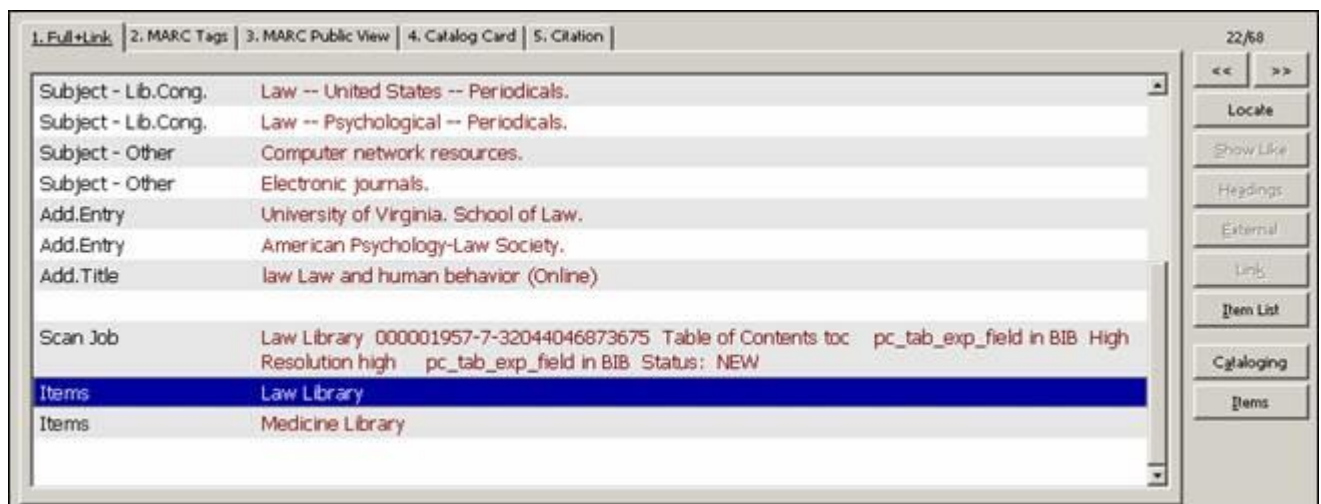 1. Full+Link 2. MARC Tags 3. MARC Public View 4. Catalog Card 5. Citation 22/68
<< >>
Subject - Lib.Cong. Law -- United States -- Periodicals.
Locate
Subject - Lib.Cong. Law -- Psychological -- Periodicals.
Subject - Other Computer network resources.
Show Like
Subject - Other Electronic journals.
Headings
Add.Entry University of Virginia. School of Law.
External
Add.Entry American Psychology-Law Society.
Add.Title law Law and human behavior (Online)
Link
Item List
Scan Job Law Library 000001957-7-32044046873675 Table of Contents toc pc_tab_exp_field in BIB High
Resolution high pc_tab_exp_field in BIB Status: NEW
Cataloging
Items Law Library
Items
Items Medicine Library